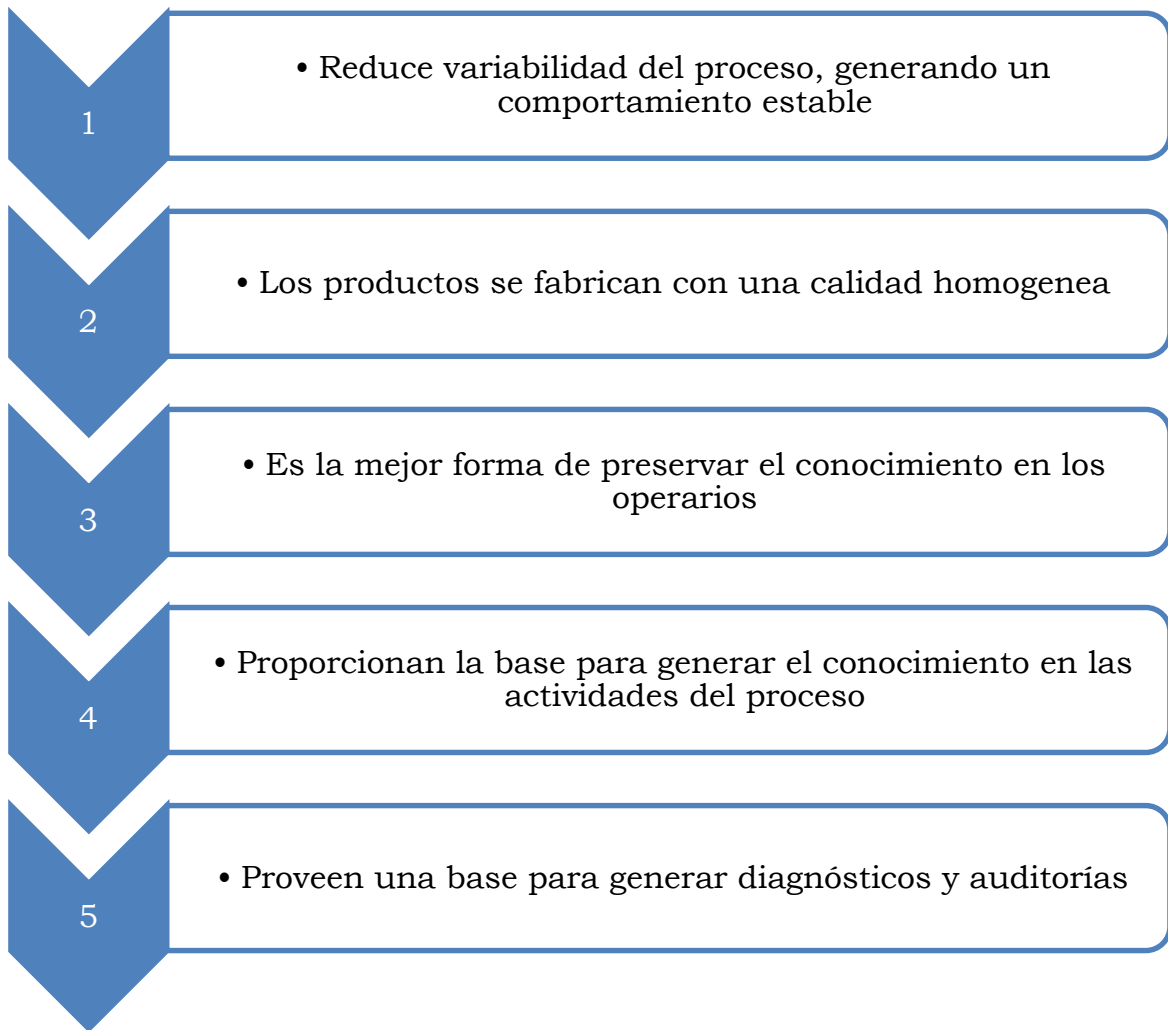 1
• Reduce variabilidad del proceso, generando un
comportamiento estable
2
• Los productos se fabrican con una calidad homogenea
3
• Es la mejor forma de preservar el conocimiento en los
operarios
4
• Proporcionan la base para generar el conocimiento en las
actividades del proceso
5
• Proveen una base para generar diagnósticos y auditorías